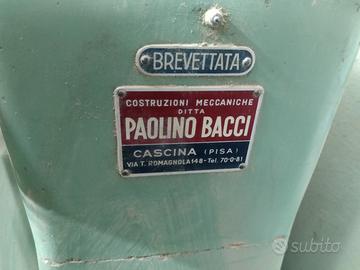 BREVETTATA
COSTRUZIONI MECCANICHE
DITTA
PAOLINO BACCI
CASCINA (PISA)
VIA T. ROMAGNOLA 148 - Tel. 70-0-81
subito